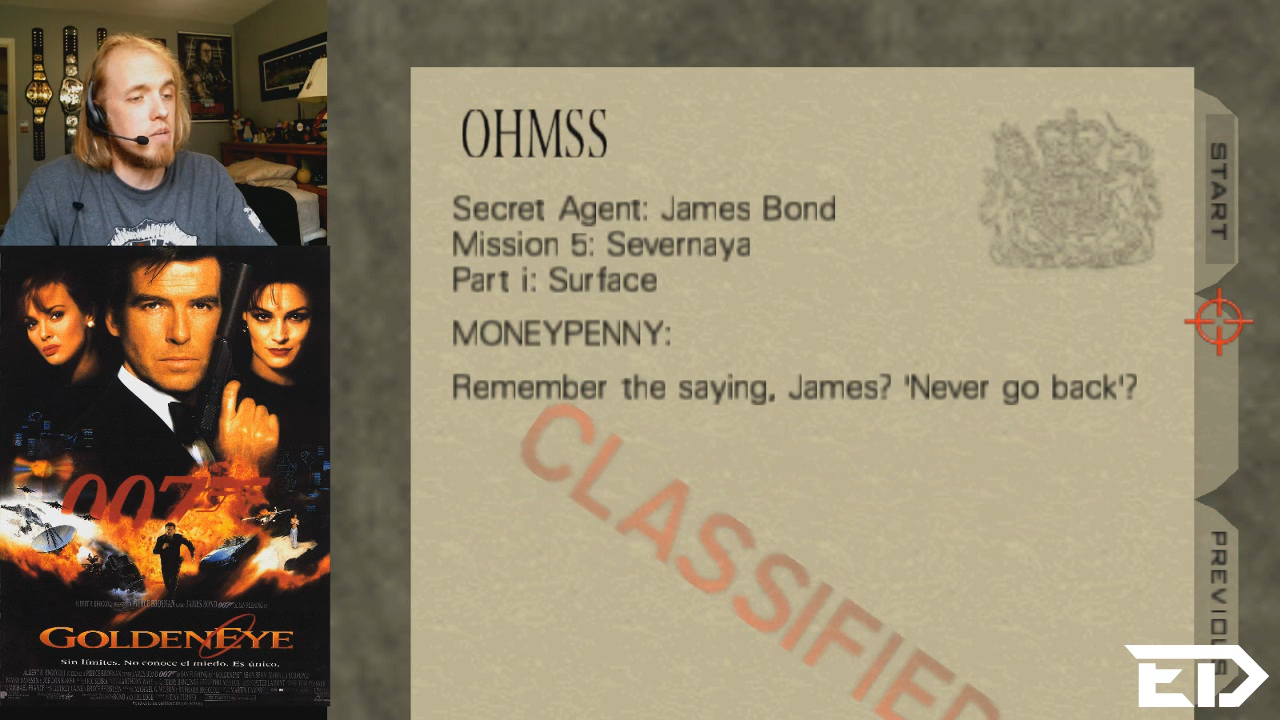 OHMSS
Secret Agent: James Bond
Mission 5: Severnaya
Part i: Surface
MONEYPENNY:
Remember the saying, James? 'Never go back'?
CLASSIFIED
START
PREVIOUS
007
GOLDENEYE
Sin límites. No conoce el miedo. Es único.
ED